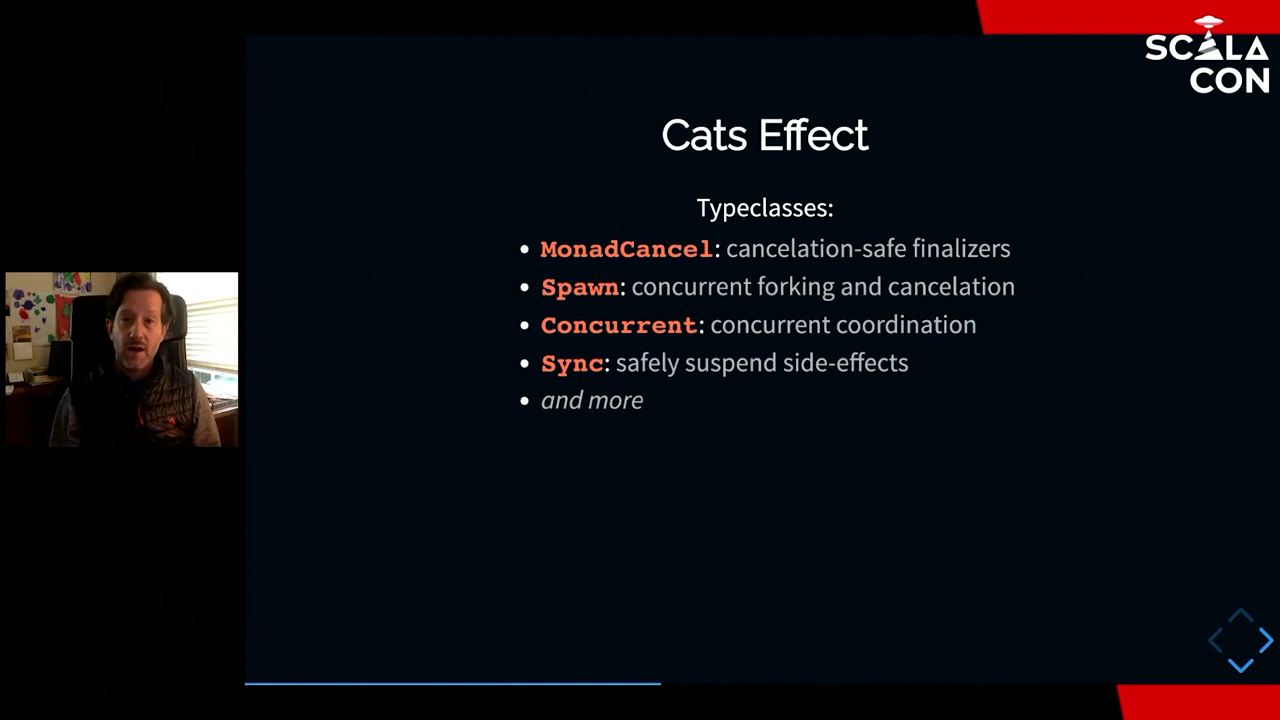 SCALA
CON
Cats Effect
Typeclasses:
• MonadCancel: cancelation-safe finalizers
• Spawn: concurrent forking and cancelation
• Concurrent: concurrent coordination
• Sync: safely suspend side-effects
• and more